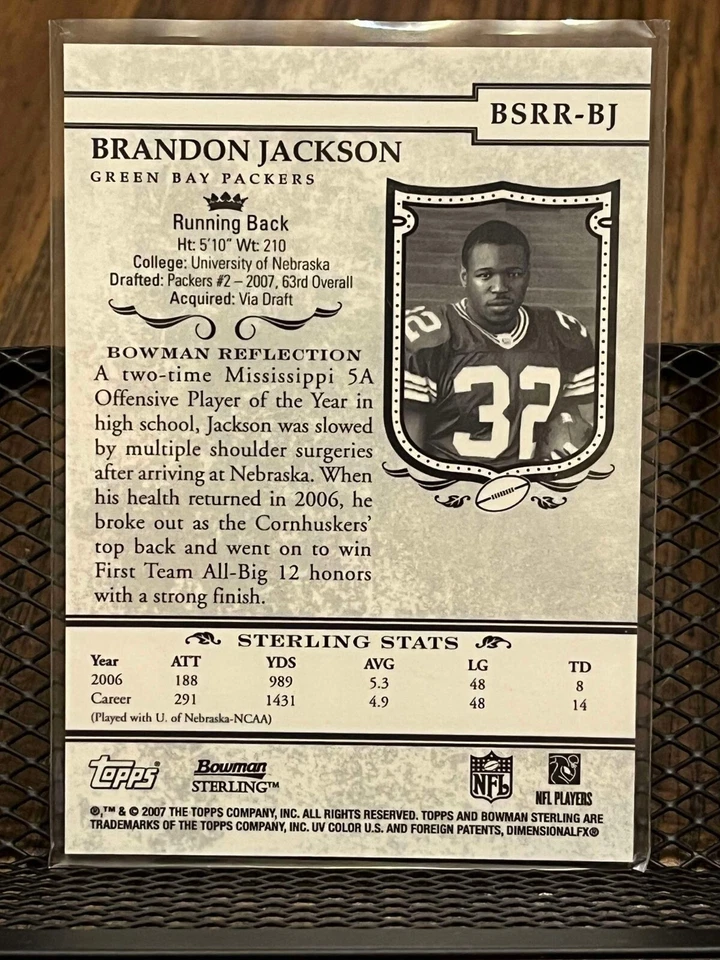 BSRR-BJ
BRANDON JACKSON
GREEN BAY PACKERS
Running Back
Ht: 5'10" Wt: 210
College: University of Nebraska
Drafted: Packers #2 – 2007, 63rd Overall
Acquired: Via Draft
BOWMAN REFLECTION
A two-time Mississippi 5A
Offensive Player of the Year in
high school, Jackson was slowed
by multiple shoulder surgeries
after arriving at Nebraska. When
his health returned in 2006, he
broke out as the Cornhuskers'
top back and went on to win
First Team All-Big 12 honors
with a strong finish.
32
32
32
STERLING STATS
Year ATT YDS AVG LG TD
2006 188 989 5.3 48 8
Career 291 1431 4.9 48 14
(Played with U. of Nebraska-NCAA)
topps
Bowman
STERLING™
NFL
NFL PLAYERS
®,™ & © 2007 THE TOPPS COMPANY, INC. ALL RIGHTS RESERVED. TOPPS AND BOWMAN STERLING ARE
TRADEMARKS OF THE TOPPS COMPANY, INC. UV COLOR U.S. AND FOREIGN PATENTS, DIMENSIONALFX®